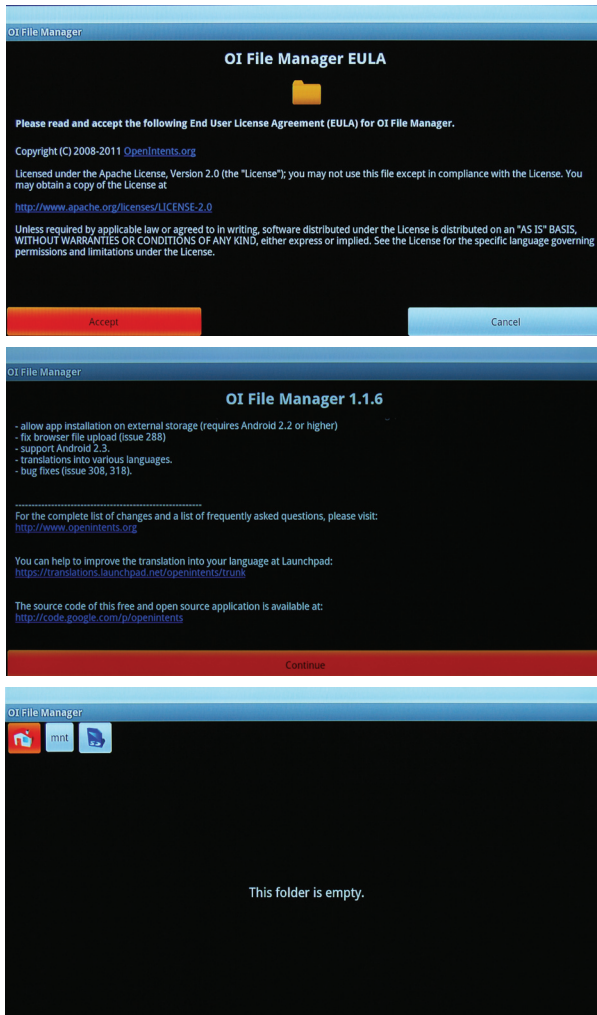 OI File Manager
OI File Manager EULA
Please read and accept the following End User License Agreement (EULA) for OI File Manager.
Copyright (C) 2008-2011 OpenIntents.org
Licensed under the Apache License, Version 2.0 (the "License"); you may not use this file except in compliance with the License. You
may obtain a copy of the License at
http://www.apache.org/licenses/LICENSE-2.0
Unless required by applicable law or agreed to in writing, software distributed under the License is distributed on an "AS IS" BASIS,
WITHOUT WARRANTIES OR CONDITIONS OF ANY KIND, either express or implied. See the License for the specific language governing
permissions and limitations under the License.
Accept
Cancel
OI File Manager
OI File Manager 1.1.6
- allow app installation on external storage (requires Android 2.2 or higher)
- fix browser file upload (issue 288)
- support Android 2.3.
- translations into various languages.
- bug fixes (issue 308, 318).
----------------------------------------------------------
For the complete list of changes and a list of frequently asked questions, please visit:
http://www.openintents.org
You can help to improve the translation into your language at Launchpad:
https://translations.launchpad.net/openintents/trunk
The source code of this free and open source application is available at:
http://code.google.com/p/openintents
Continue
OI File Manager
mnt
This folder is empty.